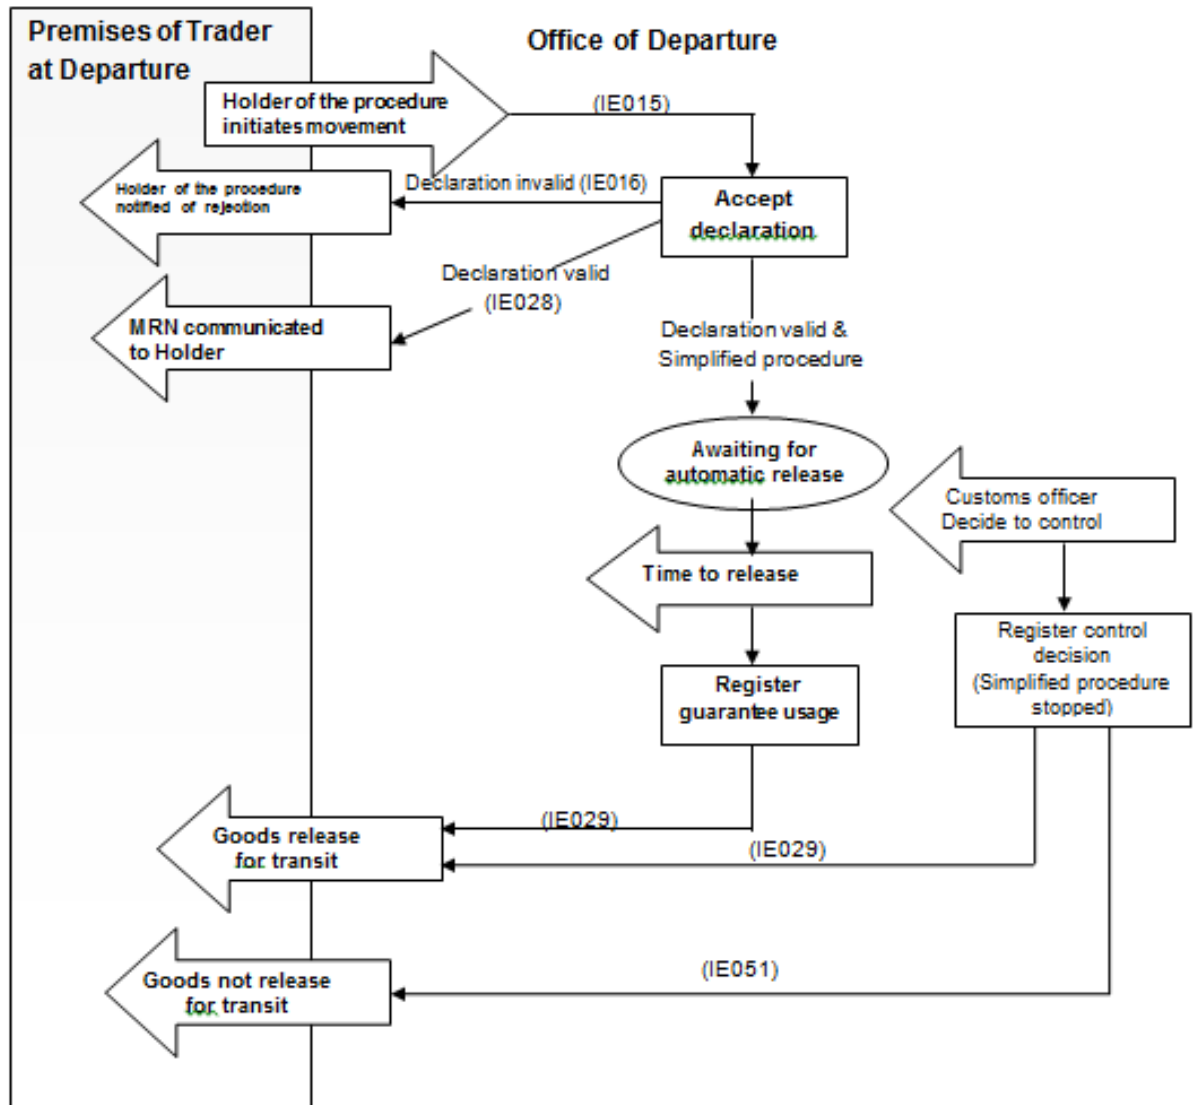 Premises of Trader
at Departure
Office of Departure
Holder of the procedure
initiates movement
(IE015)
Holder of the procedure
notified of rejection
Declaration invalid (IE016)
Accept
declaration
Declaration valid
(IE028)
MRN communicated
to Holder
Declaration valid &
Simplified procedure
Awaiting for
automatic release
Customs officer
Decide to control
Time to release
Register control
decision
(Simplified procedure
stopped)
Register
guarantee usage
(IE029)
Goods release
for transit
(IE029)
(IE051)
Goods not release
for transit